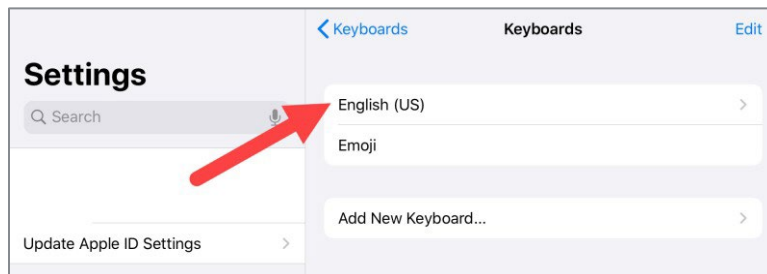 Settings
Search
Update Apple ID Settings
Keyboards
Keyboards
Edit
English (US)
Emoji
Add New Keyboard...